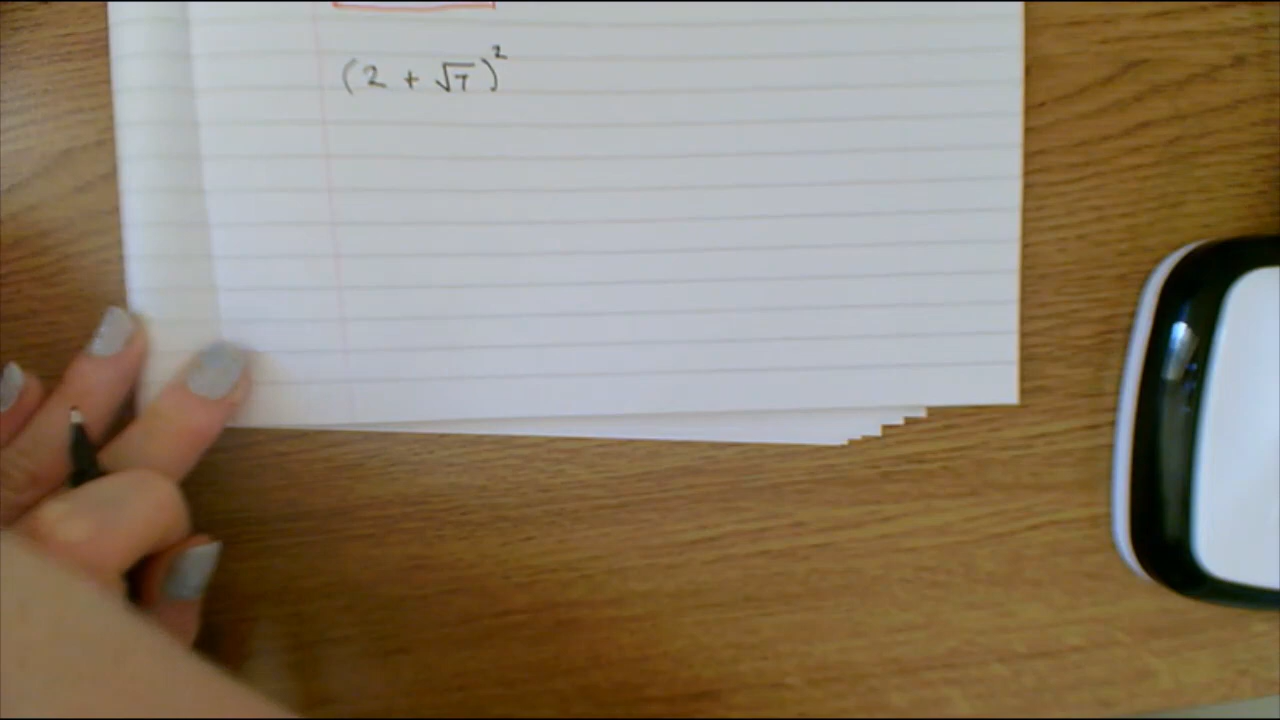 (2 + √7)²